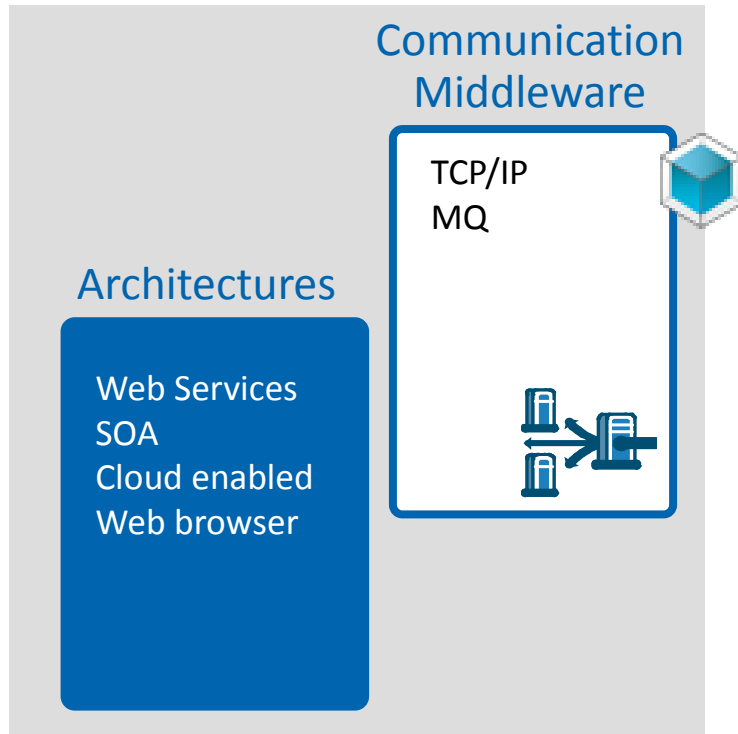 Communication
Middleware
TCP/IP
MQ
Architectures
Web Services
SOA
Cloud enabled
Web browser